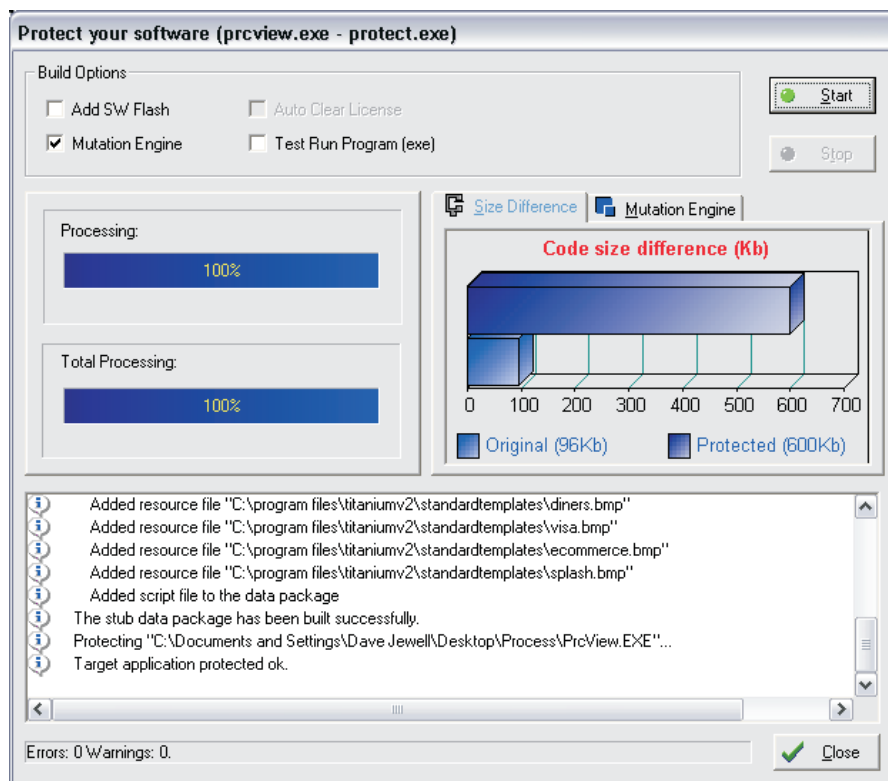 Protect your software (prcview.exe - protect.exe)
Build Options
Add SW Flash
Auto Clear License
Mutation Engine
Test Run Program (exe)
Start
Stop
Processing:
100%
Total Processing:
100%
Size Difference
Mutation Engine
Code size difference (Kb)
0 100 200 300 400 500 600 700
Original (96Kb) Protected (600Kb)
Added resource file "C:\program files\titaniumv2\standardtemplates\diners.bmp"
Added resource file "C:\program files\titaniumv2\standardtemplates\visa.bmp"
Added resource file "C:\program files\titaniumv2\standardtemplates\ecommerce.bmp"
Added resource file "C:\program files\titaniumv2\standardtemplates\splash.bmp"
Added script file to the data package
The stub data package has been built successfully.
Protecting "C:\Documents and Settings\Dave Jewell\Desktop\Process\PrcView.EXE"...
Target application protected ok.
Errors: 0 Warnings: 0.
Close